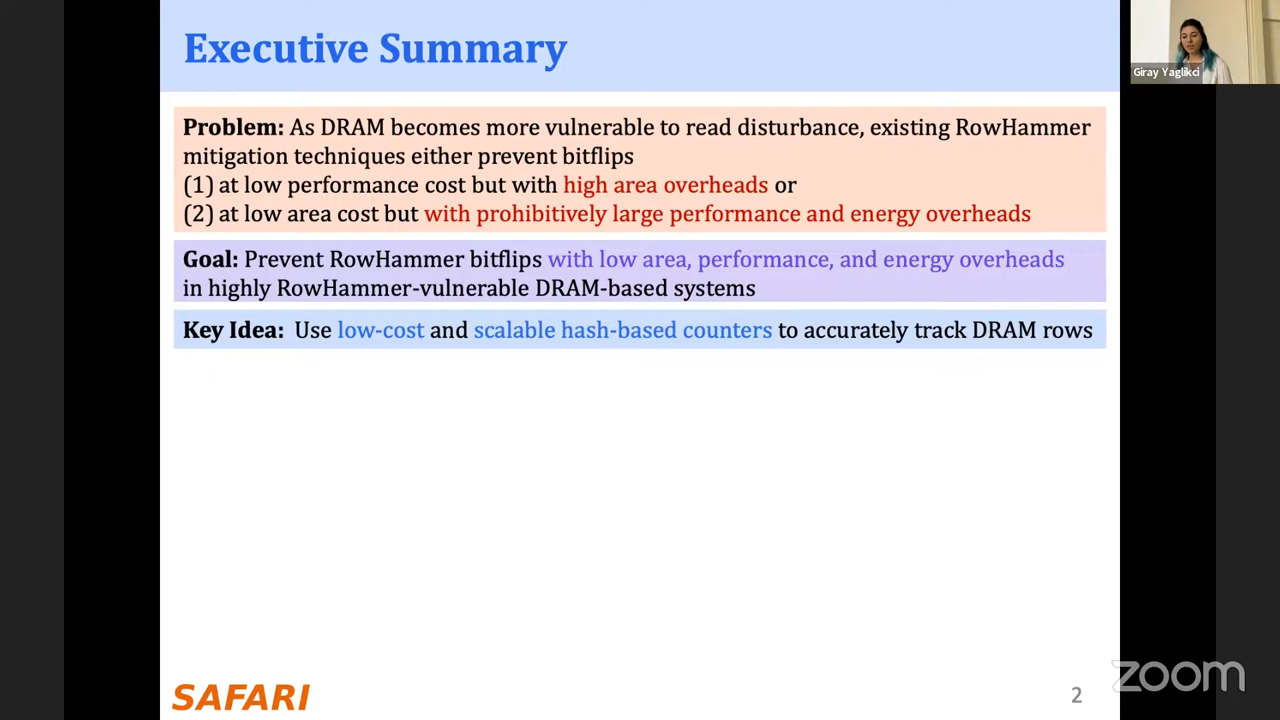 Executive Summary
Giray Yaglikci
Problem: As DRAM becomes more vulnerable to read disturbance, existing RowHammer
mitigation techniques either prevent bitflips
(1) at low performance cost but with high area overheads or
(2) at low area cost but with prohibitively large performance and energy overheads
Goal: Prevent RowHammer bitflips with low area, performance, and energy overheads
in highly RowHammer-vulnerable DRAM-based systems
Key Idea: Use low-cost and scalable hash-based counters to accurately track DRAM rows
SAFARI
2
zoom